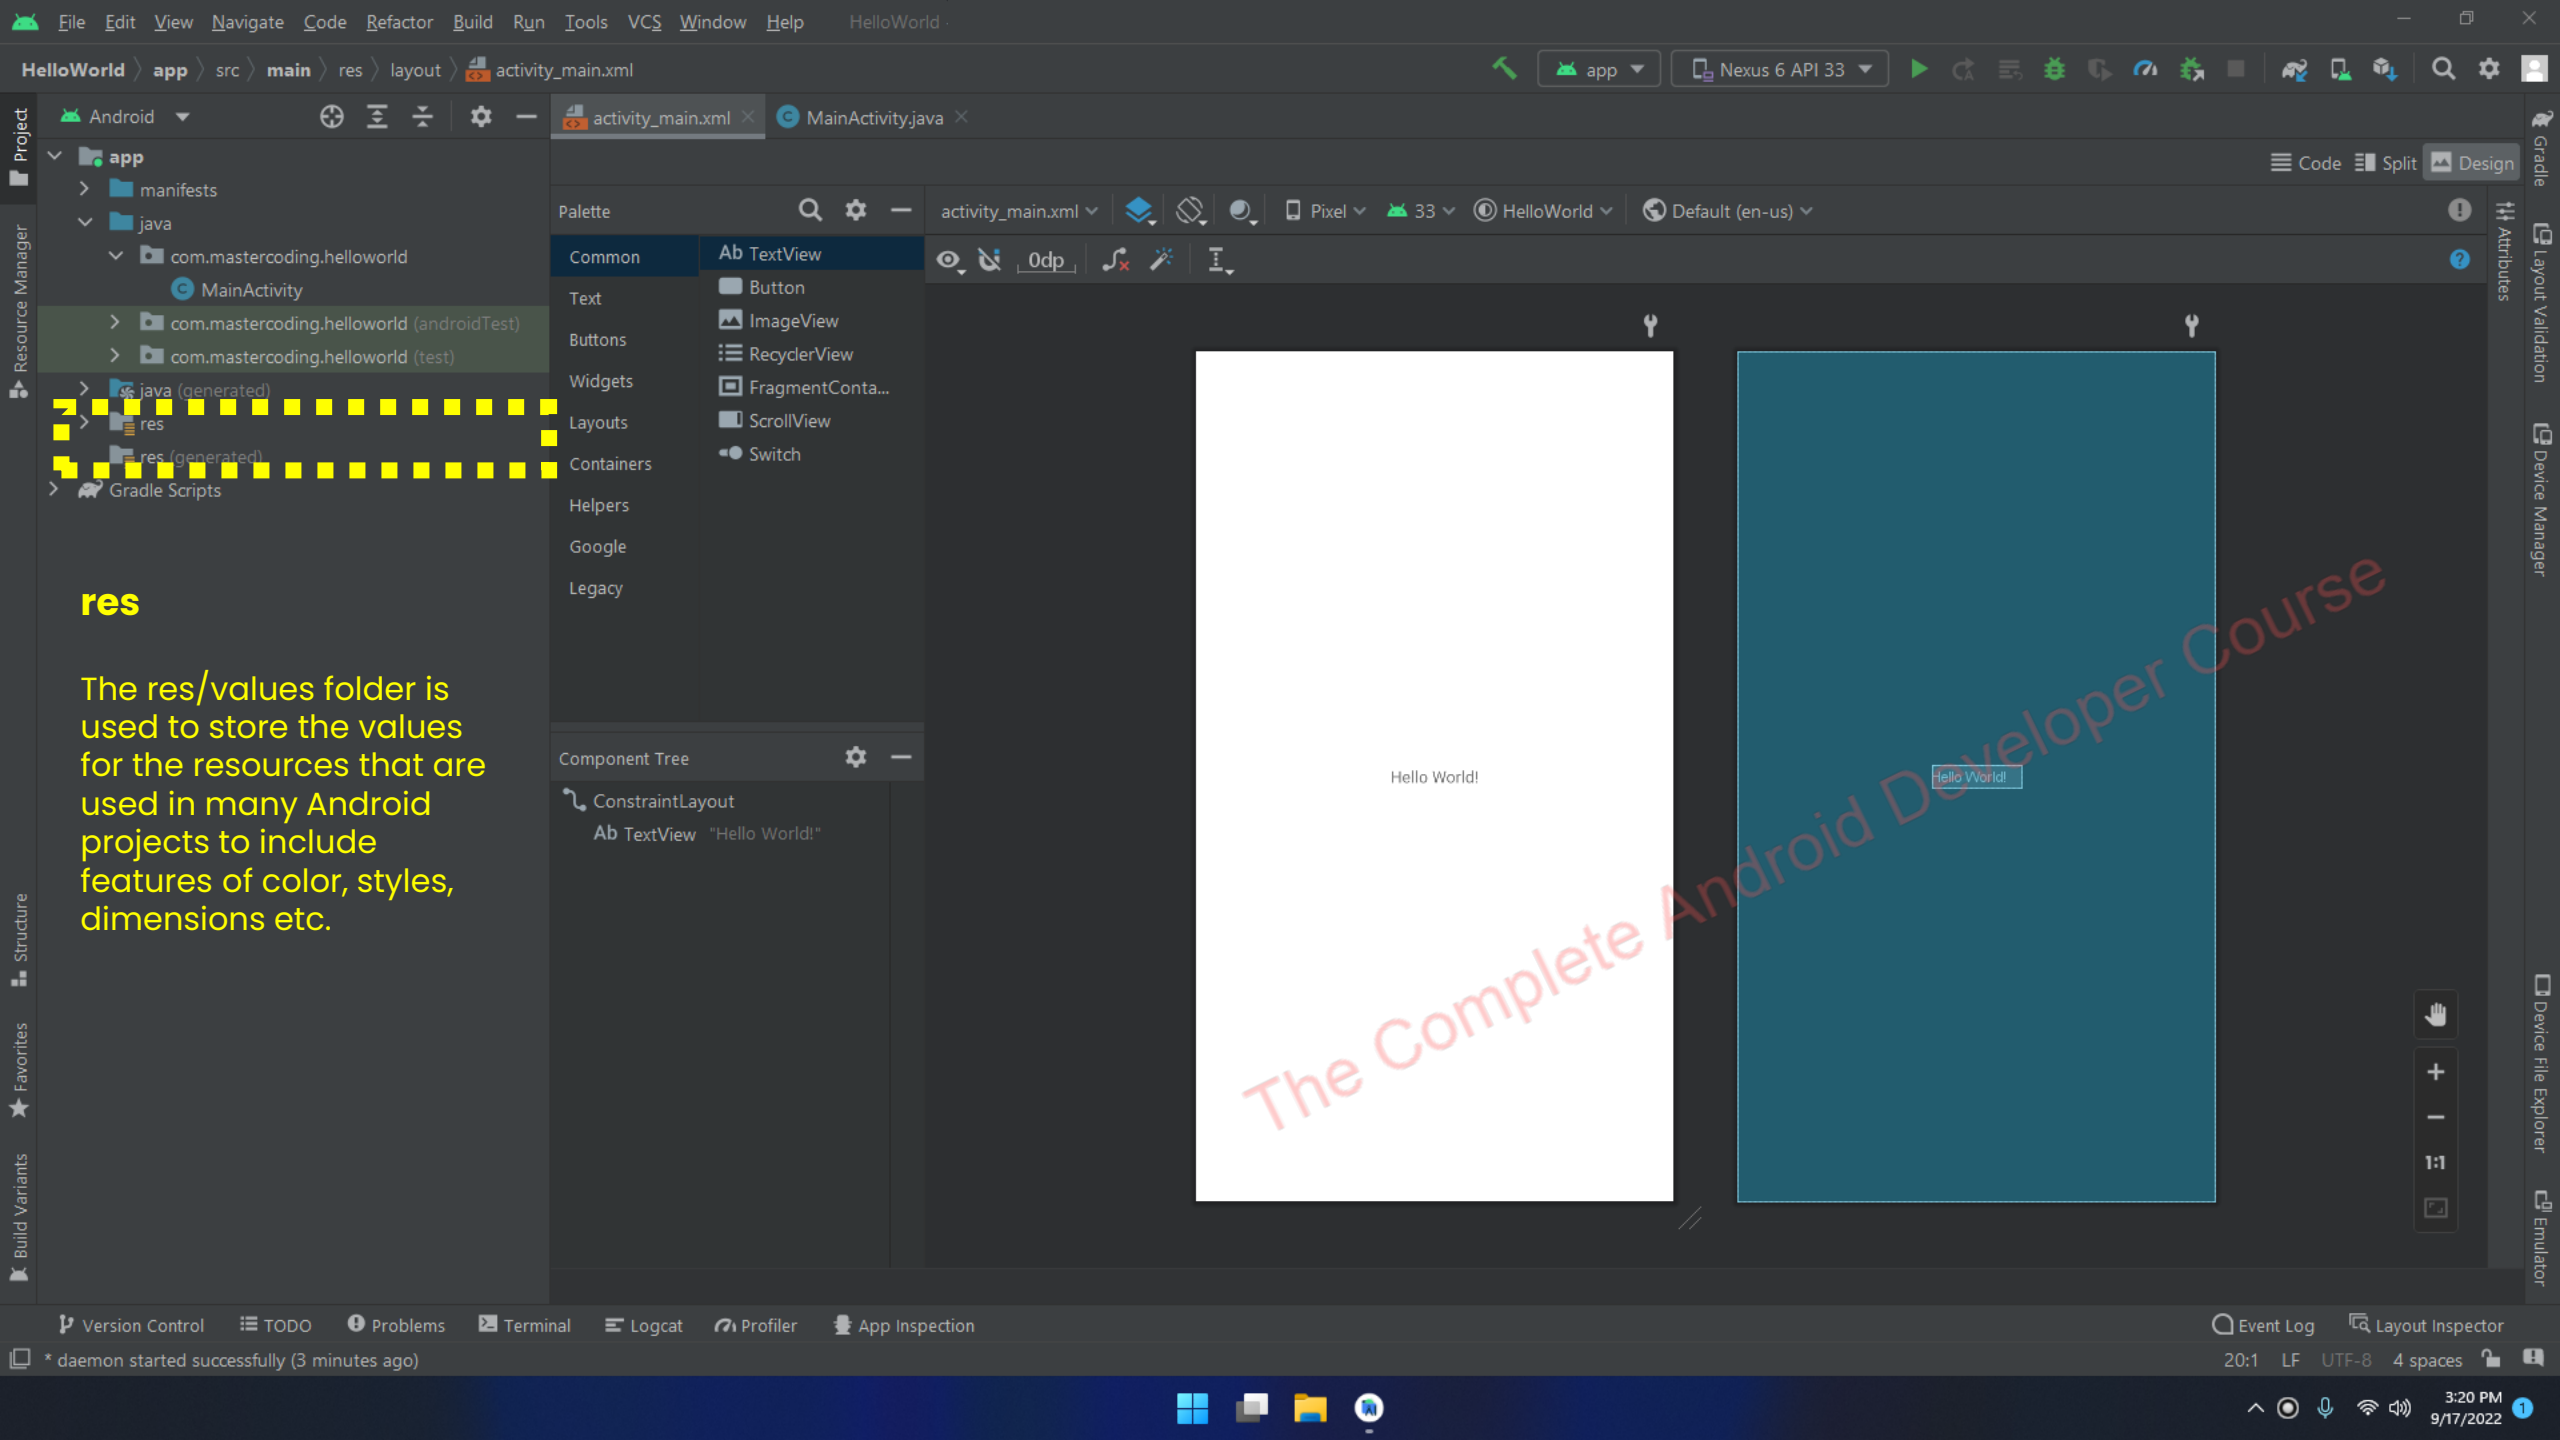 File Edit View Navigate Code Refactor Build Run Tools VCS Window Help HelloWorld -
HelloWorld app src main res layout activity_main.xml
app Nexus 6 API 33
Android
activity_main.xml MainActivity.java
Code Split Design
app
manifests
java
com.mastercoding.helloworld
MainActivity
com.mastercoding.helloworld (androidTest)
com.mastercoding.helloworld (test)
java (generated)
res
res (generated)
Gradle Scripts
res
The res/values folder is
used to store the values
for the resources that are
used in many Android
projects to include
features of color, styles,
dimensions etc.
Palette
Common
Text
Buttons
Widgets
Layouts
Containers
Helpers
Google
Legacy
Ab TextView
Button
ImageView
RecyclerView
FragmentConta...
ScrollView
Switch
Component Tree
ConstraintLayout
Ab TextView "Hello World!"
activity_main.xml Pixel 33 HelloWorld Default (en-us)
0dp
Hello World!
Hello World!
The Complete Android Developer Course
1:1
Project
Resource Manager
Structure
Favorites
Build Variants
Gradle
Attributes
Layout Validation
Device Manager
Device File Explorer
Emulator
Version Control TODO Problems Terminal Logcat Profiler App Inspection Event Log Layout Inspector
* daemon started successfully (3 minutes ago) 20:1 LF UTF-8 4 spaces
3:20 PM
9/17/2022
1